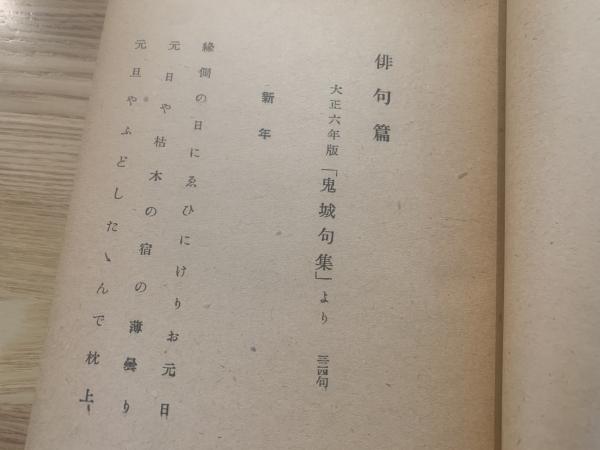 俳句篇
大正六年版「鬼城句集」より 三三四句
新年
縁側の日にゑひにけりお元日
元日や枯木の宿の薄曇り
元旦やふどしたゝんで枕上ミ